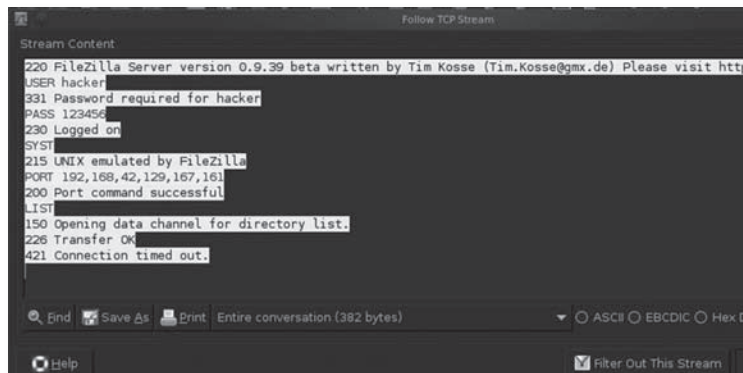 Follow TCP Stream
Stream Content
220 FileZilla Server version 0.9.39 beta written by Tim Kosse (Tim.Kosse@gmx.de) Please visit htt
USER hacker
331 Password required for hacker
PASS 123456
230 Logged on
SYST
215 UNIX emulated by FileZilla
PORT 192,168,42,129,167,161
200 Port command successful
LIST
150 Opening data channel for directory list.
226 Transfer OK
421 Connection timed out.
Find Save As Print Entire conversation (382 bytes) ASCII EBCDIC Hex
Help Filter Out This Stream